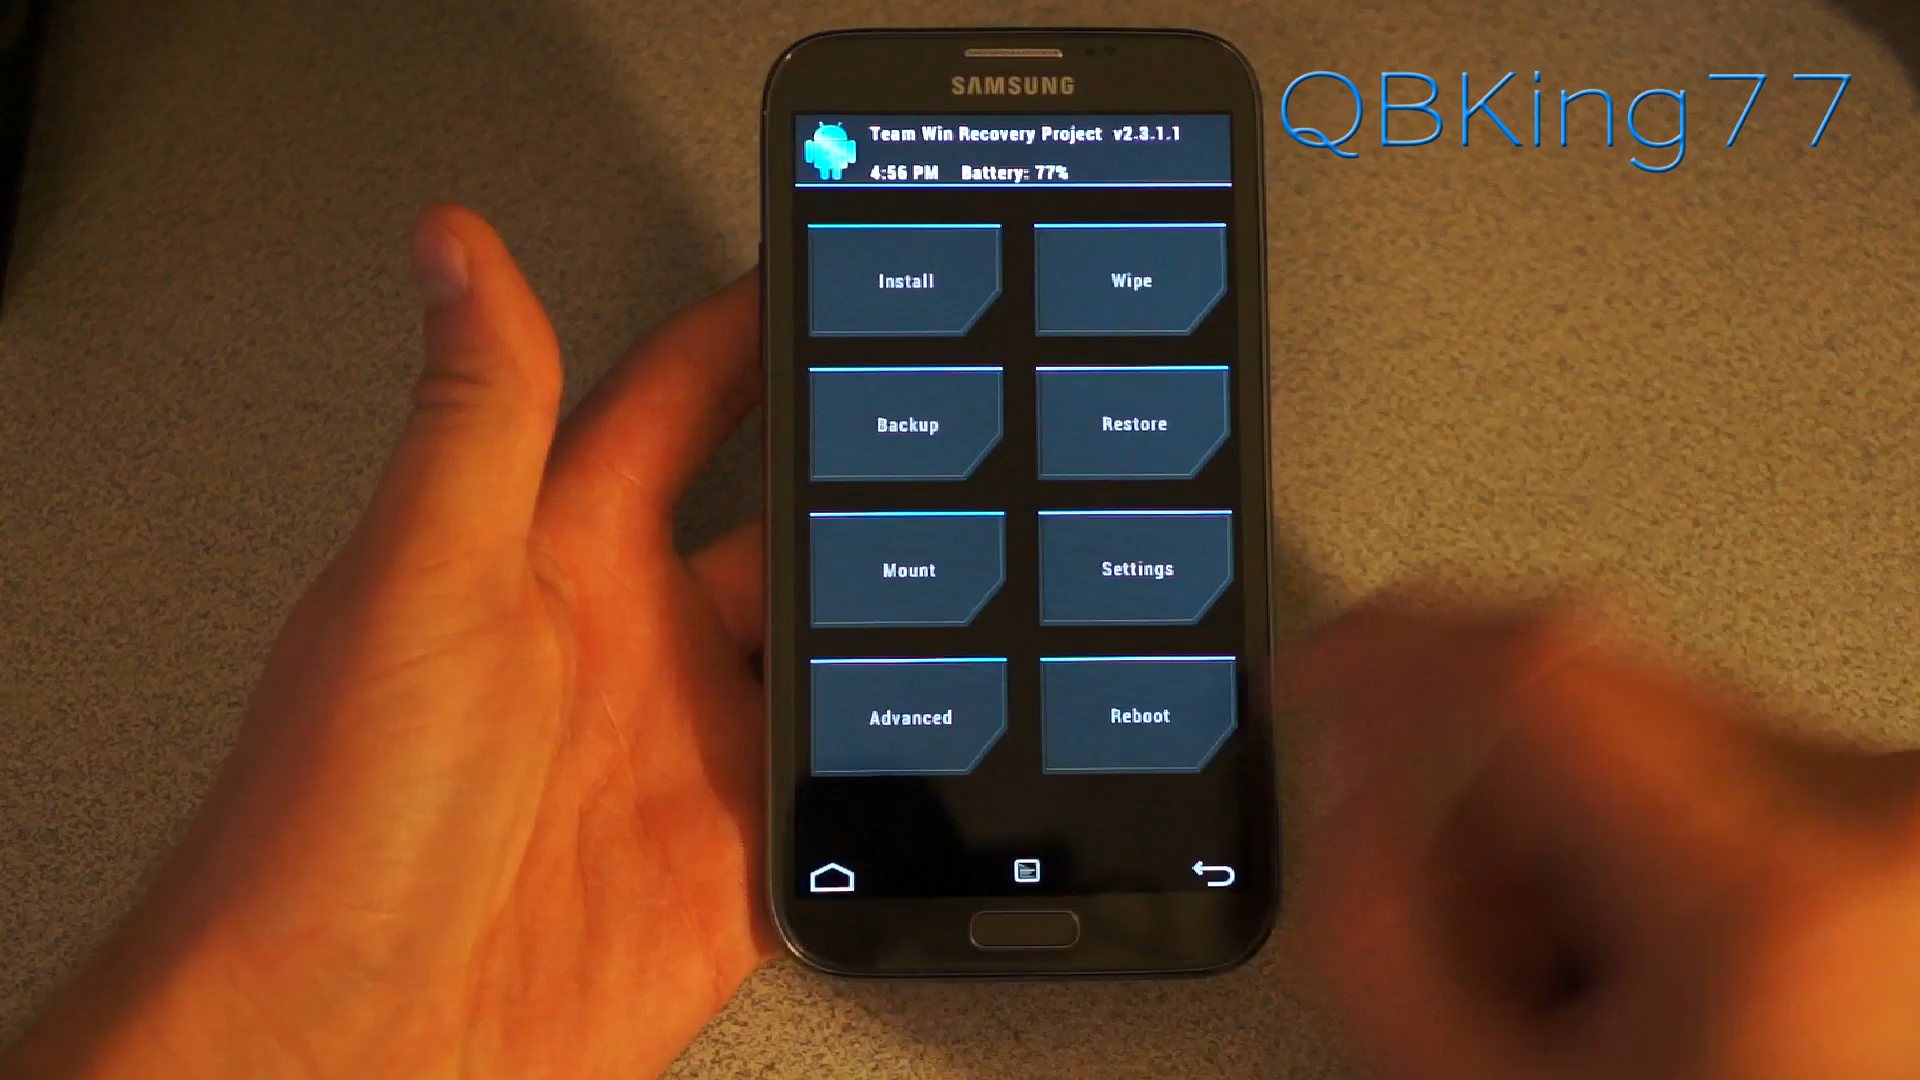 SAMSUNG
QBKing77
Team Win Recovery Project v2.3.1.1
4:56 PM Battery: 77%
Install
Wipe
Backup
Restore
Mount
Settings
Advanced
Reboot